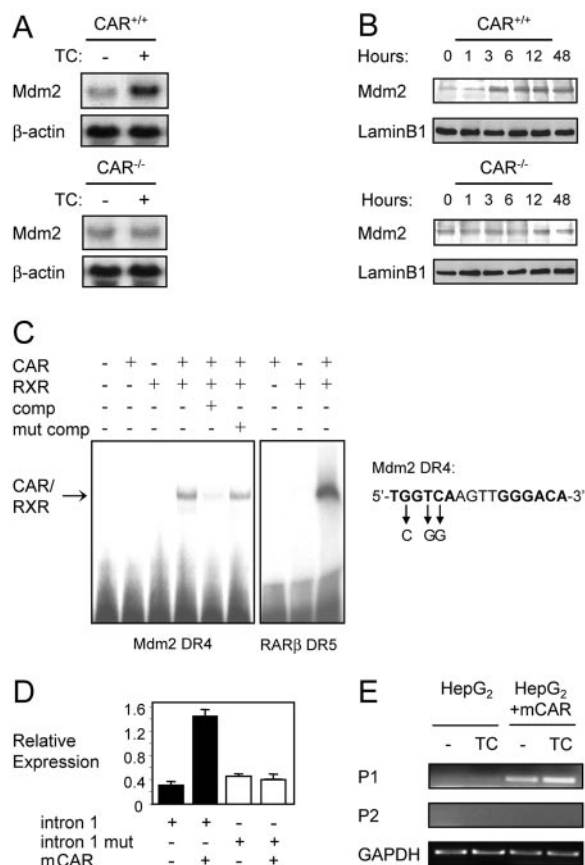 A
CAR+/+
TC: - +
Mdm2
β-actin
CAR-/-
TC: - +
Mdm2
β-actin
B
CAR+/+
Hours: 0 1 3 6 12 48
Mdm2
LaminB1
CAR-/-
Hours: 0 1 3 6 12 48
Mdm2
LaminB1
C
CAR - + - + + + + - +
RXR - - + + + + - + +
comp - - - - + - - - -
mut comp - - - - - + - - -
CAR/
RXR →
Mdm2 DR4
RARβ DR5
Mdm2 DR4:
5'-TGGTCAAGTTGGGACA-3'
↓ ↓ ↓
C GG
D
Relative
Expression
1.6
1.2
0.8
0.4
0
intron 1 + + - -
intron 1 mut - - + +
mCAR - + - +
E
HepG2
HepG2
+mCAR
- TC - TC
P1
P2
GAPDH